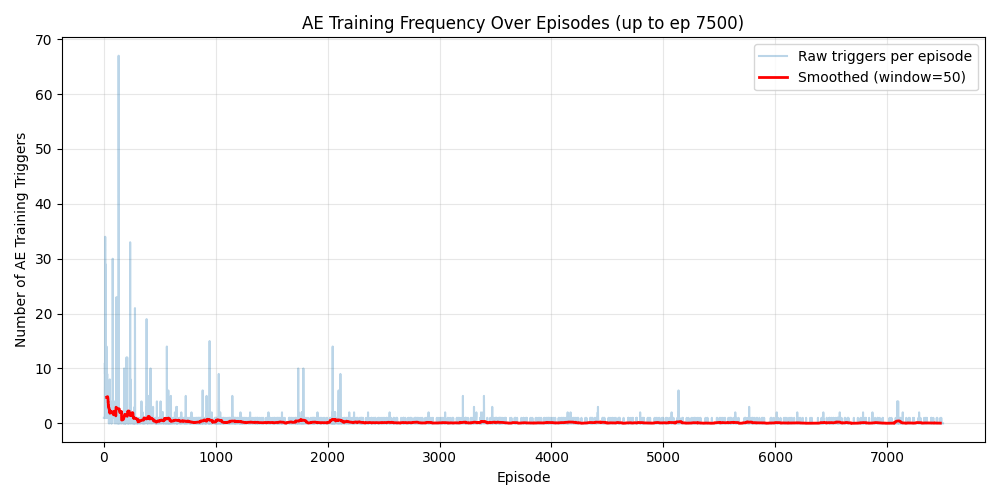 AE Training Frequency Over Episodes (up to ep 7500)
Raw triggers per episode
Smoothed (window=50)
Number of AE Training Triggers
70
60
50
40
30
20
10
0
0 1000 2000 3000 4000 5000 6000 7000
Episode